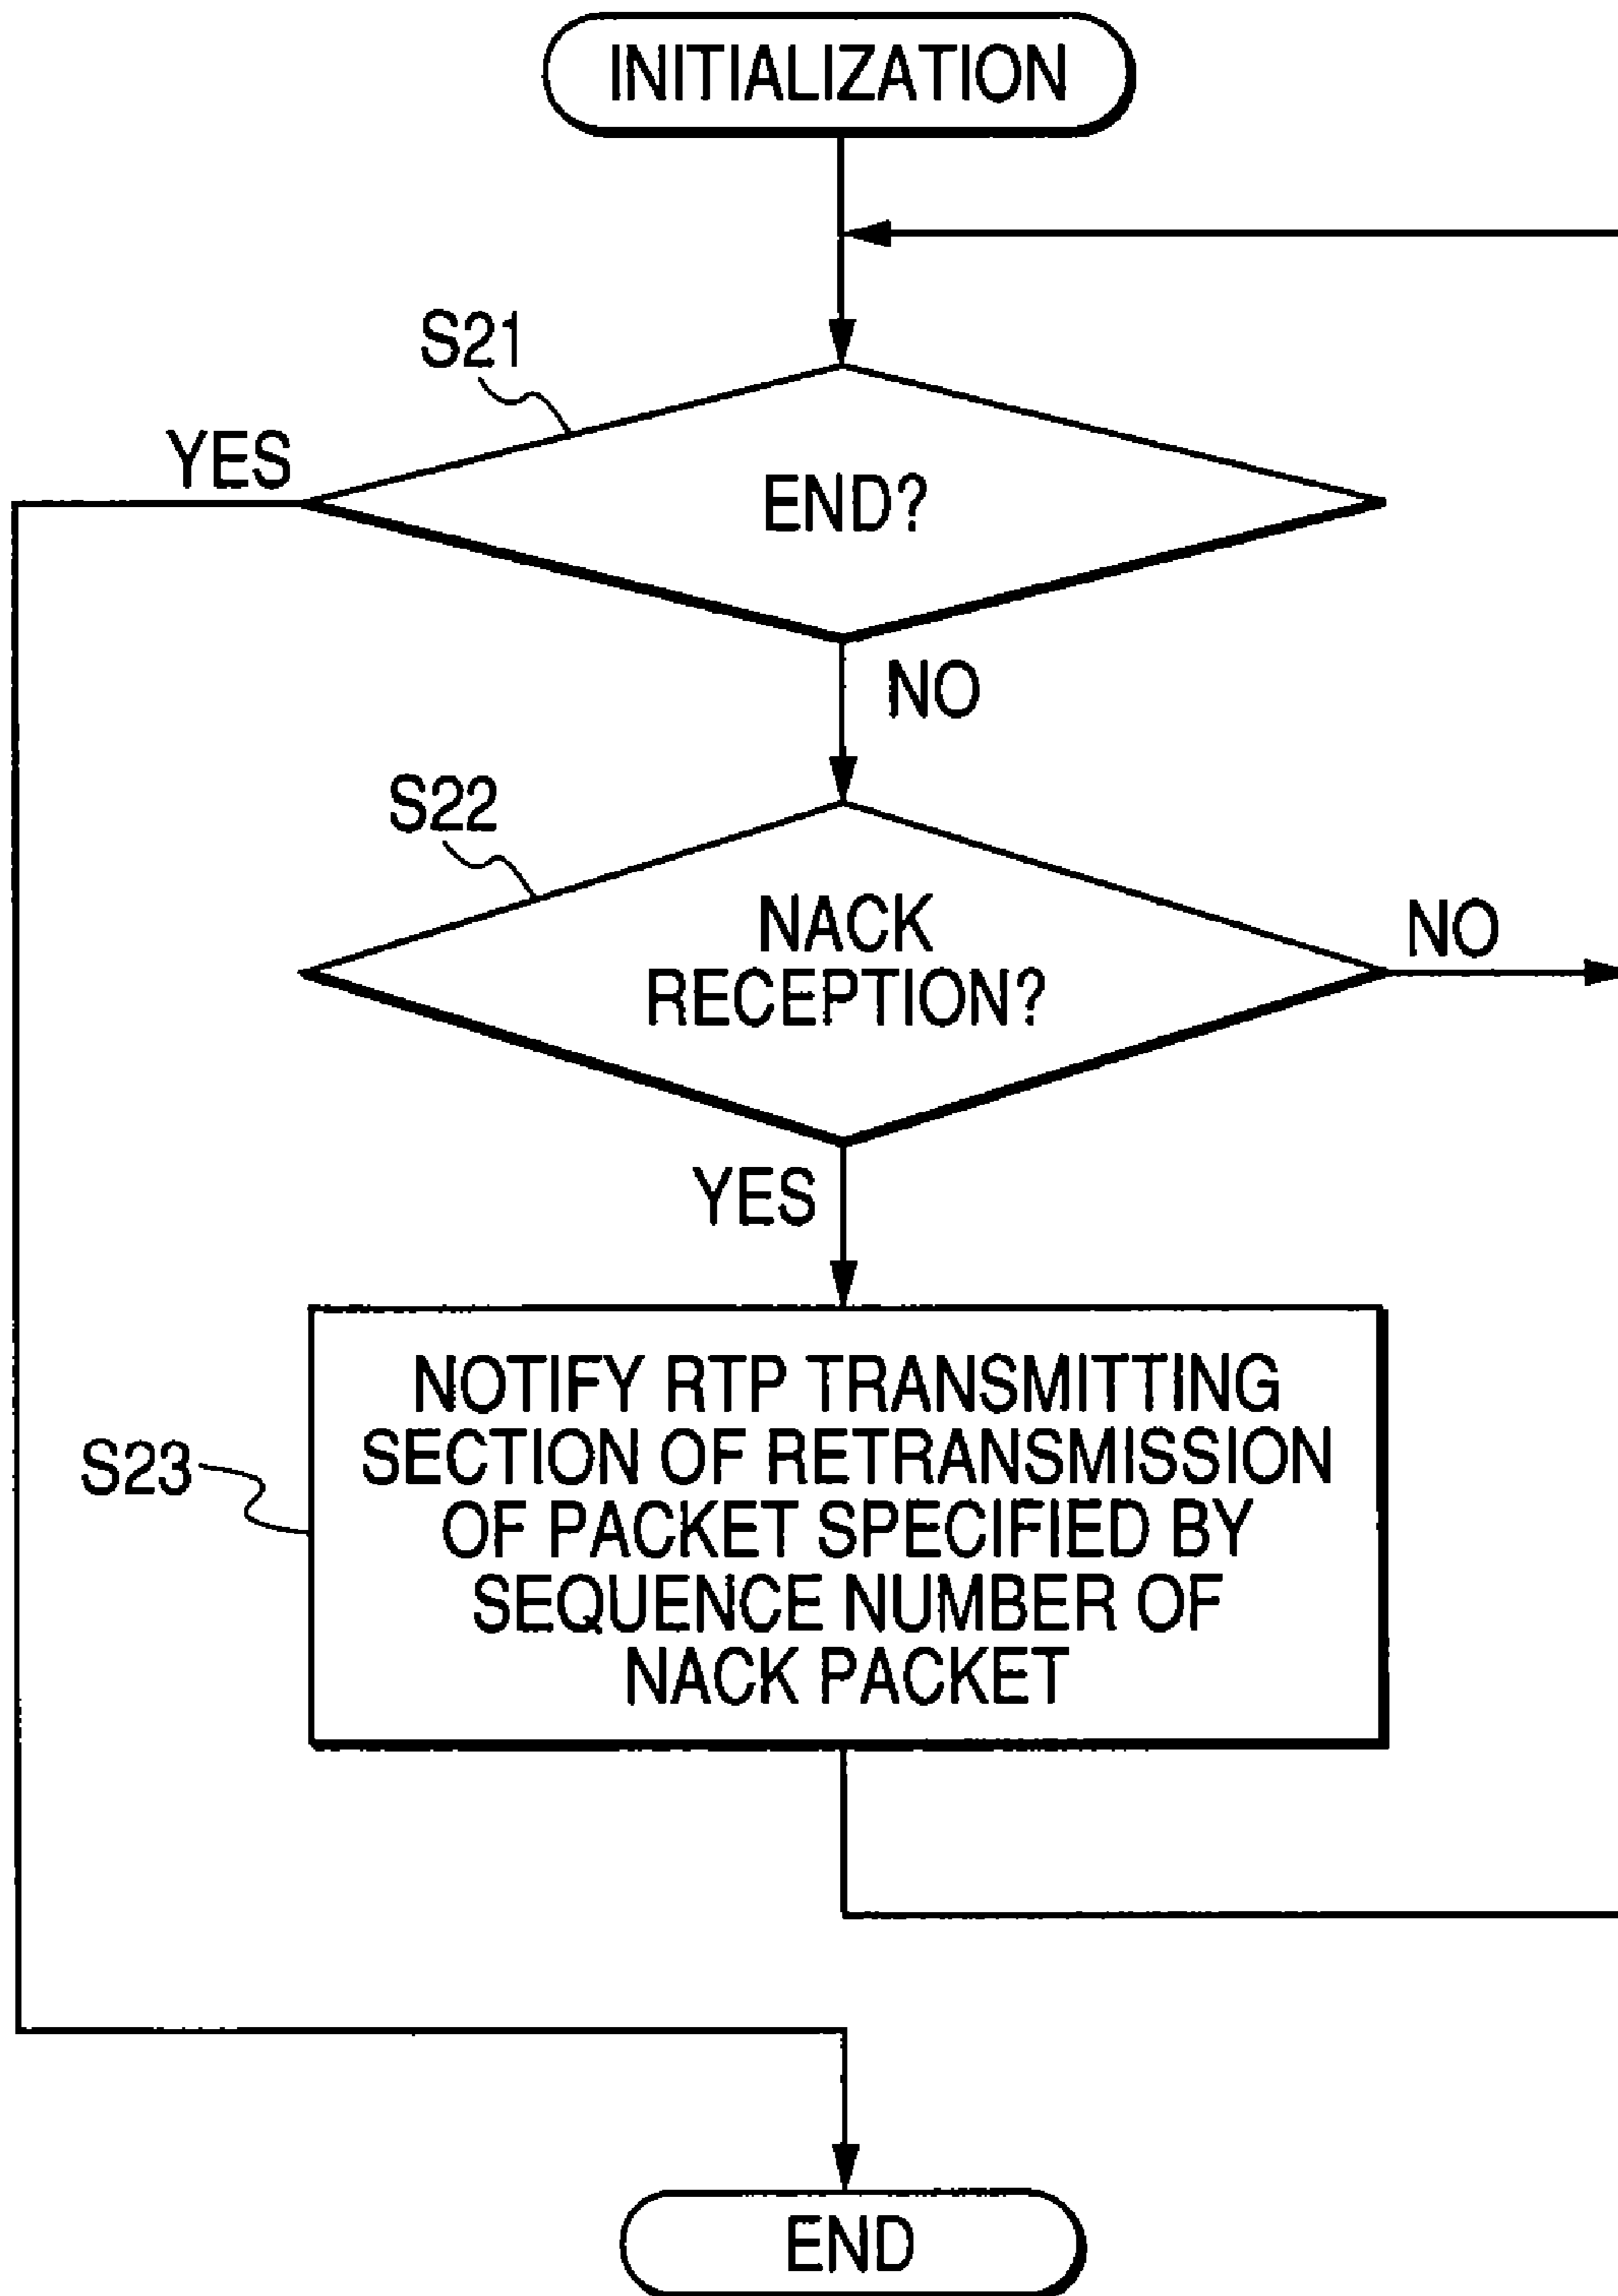 INITIALIZATION
S21
YES
END?
NO
S22
NACK
RECEPTION?
NO
YES
S23
NOTIFY RTP TRANSMITTING
SECTION OF RETRANSMISSION
OF PACKET SPECIFIED BY
SEQUENCE NUMBER OF
NACK PACKET
END